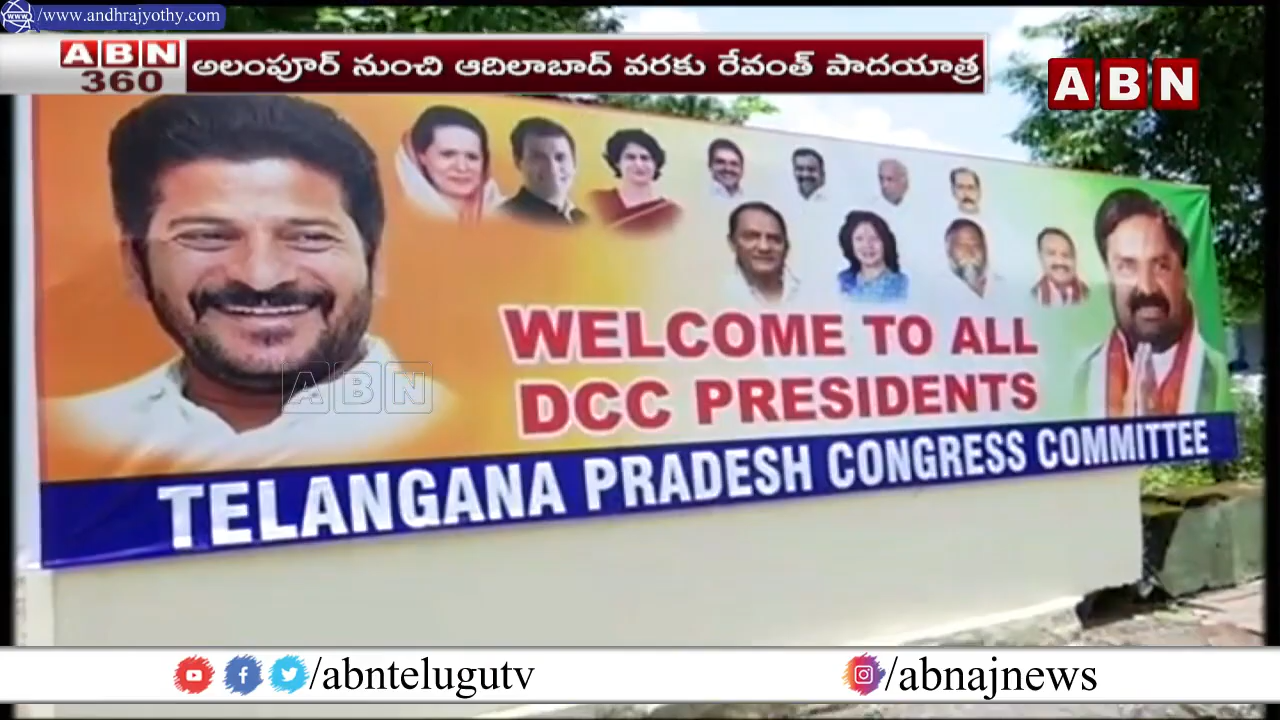 www.andhrajyothy.com
ABN
360
అలంపూర్ నుంచి ఆదిలాబాద్ వరకు రేవంత్ పాదయాత్ర
ABN
WELCOME TO ALL
DCC PRESIDENTS
ABN
TELANGANA PRADESH CONGRESS COMMITTEE
/abntelugutv
/abnajnews